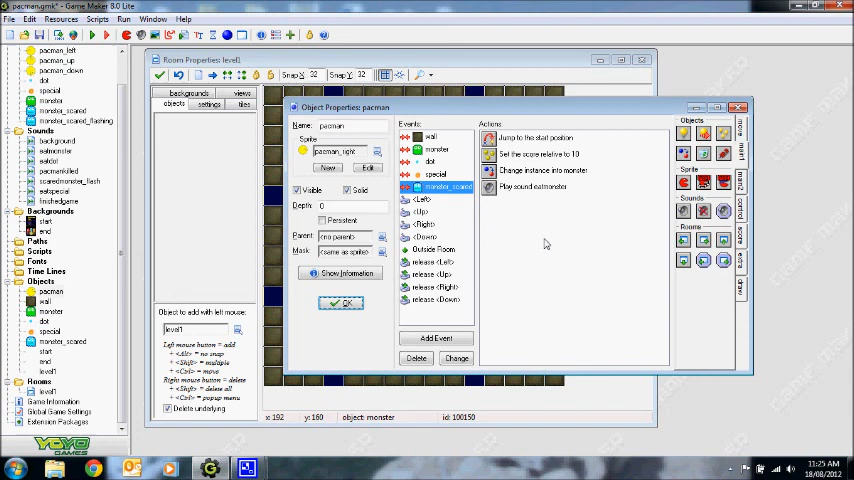 pacman.gmk* - Game Maker 8.0 Lite
File Edit Resources Scripts Run Window Help
pacman_left
pacman_up
pacman_down
dot
special
monster
monster_scared
monster_scared_flashing
Sounds
background
eatmonster
eatdot
pacmankilled
scaredmonster_flash
eatspecial
finishedgame
Backgrounds
start
end
Paths
Scripts
Fonts
Time Lines
Objects
pacman
wall
monster
dot
special
monster_scared
start
end
level1
Rooms
level1
Game Information
Global Game Settings
Extension Packages
YOYO
GAMES
Room Properties: level1
Snap X: 32 Snap Y: 32
backgrounds views
objects settings tiles
Object to add with left mouse:
level1
Left mouse button = add
+ <Alt> = no snap
+ <Shift> = multiple
+ <Ctrl> = move
Right mouse button = delete
+ <Shift> = delete all
+ <Ctrl> = popup menu
Delete underlying
x: 192 y: 160 object: monster id: 100150
Object Properties: pacman
Name: pacman
Sprite
pacman_right
New Edit
Visible Solid
Depth: 0
Persistent
Parent: <no parent>
Mask: <same as sprite>
Show Information
OK
Events:
wall
monster
dot
special
monster_scared
<Left>
<Up>
<Right>
<Down>
Outside Room
release <Left>
release <Up>
release <Right>
release <Down>
Add Event
Delete Change
Actions:
Jump to the start position
Set the score relative to 10
Change instance into monster
Play sound eatmonster
Objects
Sprite
Sounds
Rooms
move
main1
main2
control
score
extra
draw
11:25 AM
18/08/2012